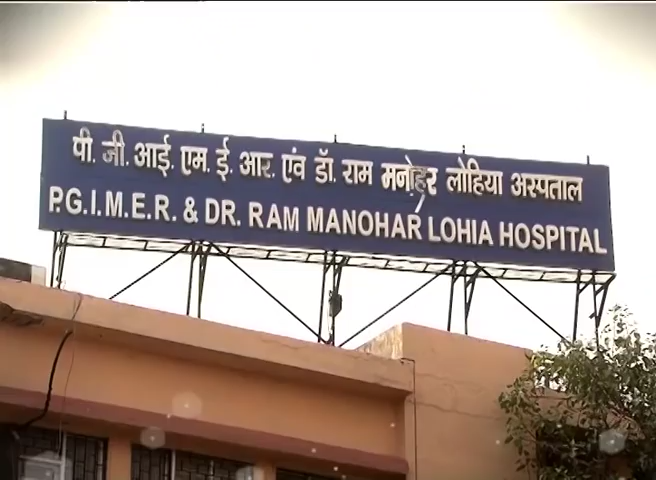 पी. जी. आई. एम. ई. आर. एवं डॉ. राम मनोहर लोहिया अस्पताल
P.G.I.M.E.R. & DR. RAM MANOHAR LOHIA HOSPITAL